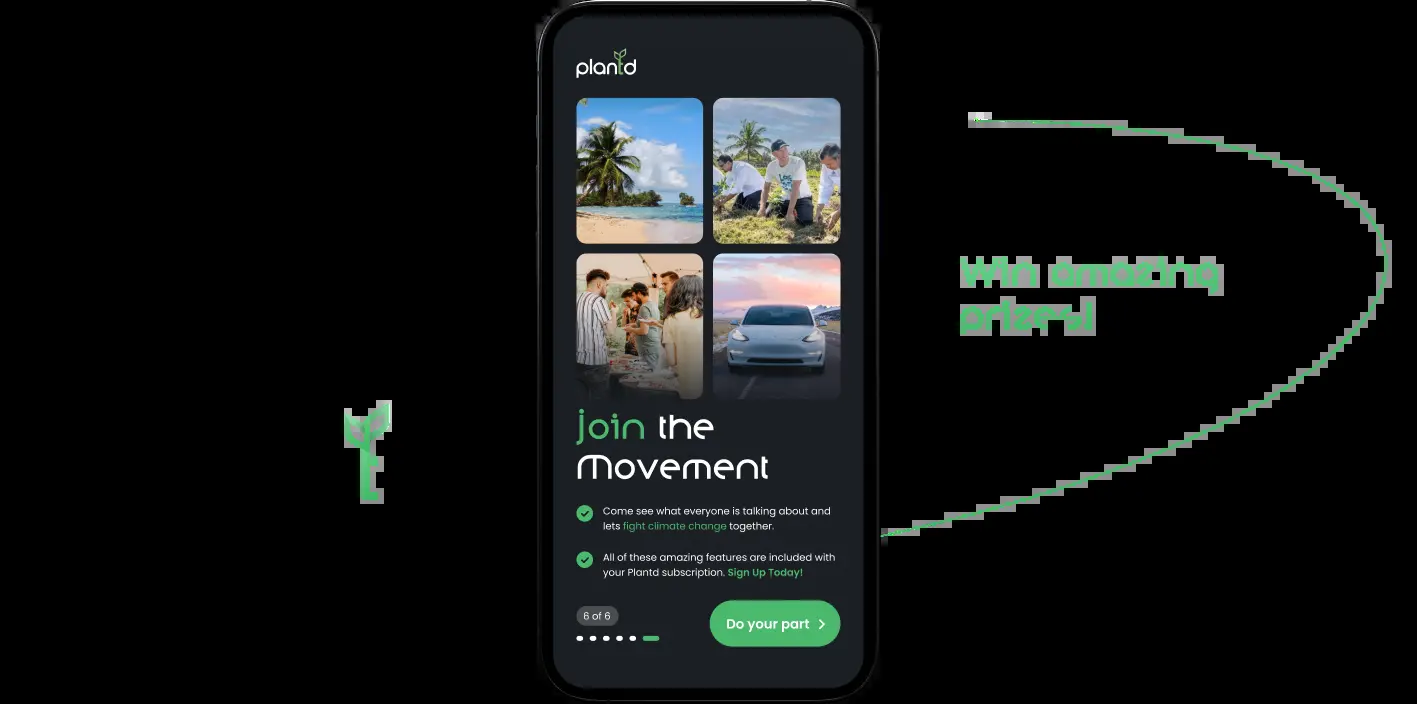 plantd
join the
Movement
Come see what everyone is talking about and
lets fight climate change together.
All of these amazing features are included with
your Plantd subscription. Sign Up Today!
6 of 6
Do your part
Win amazing
prizes!